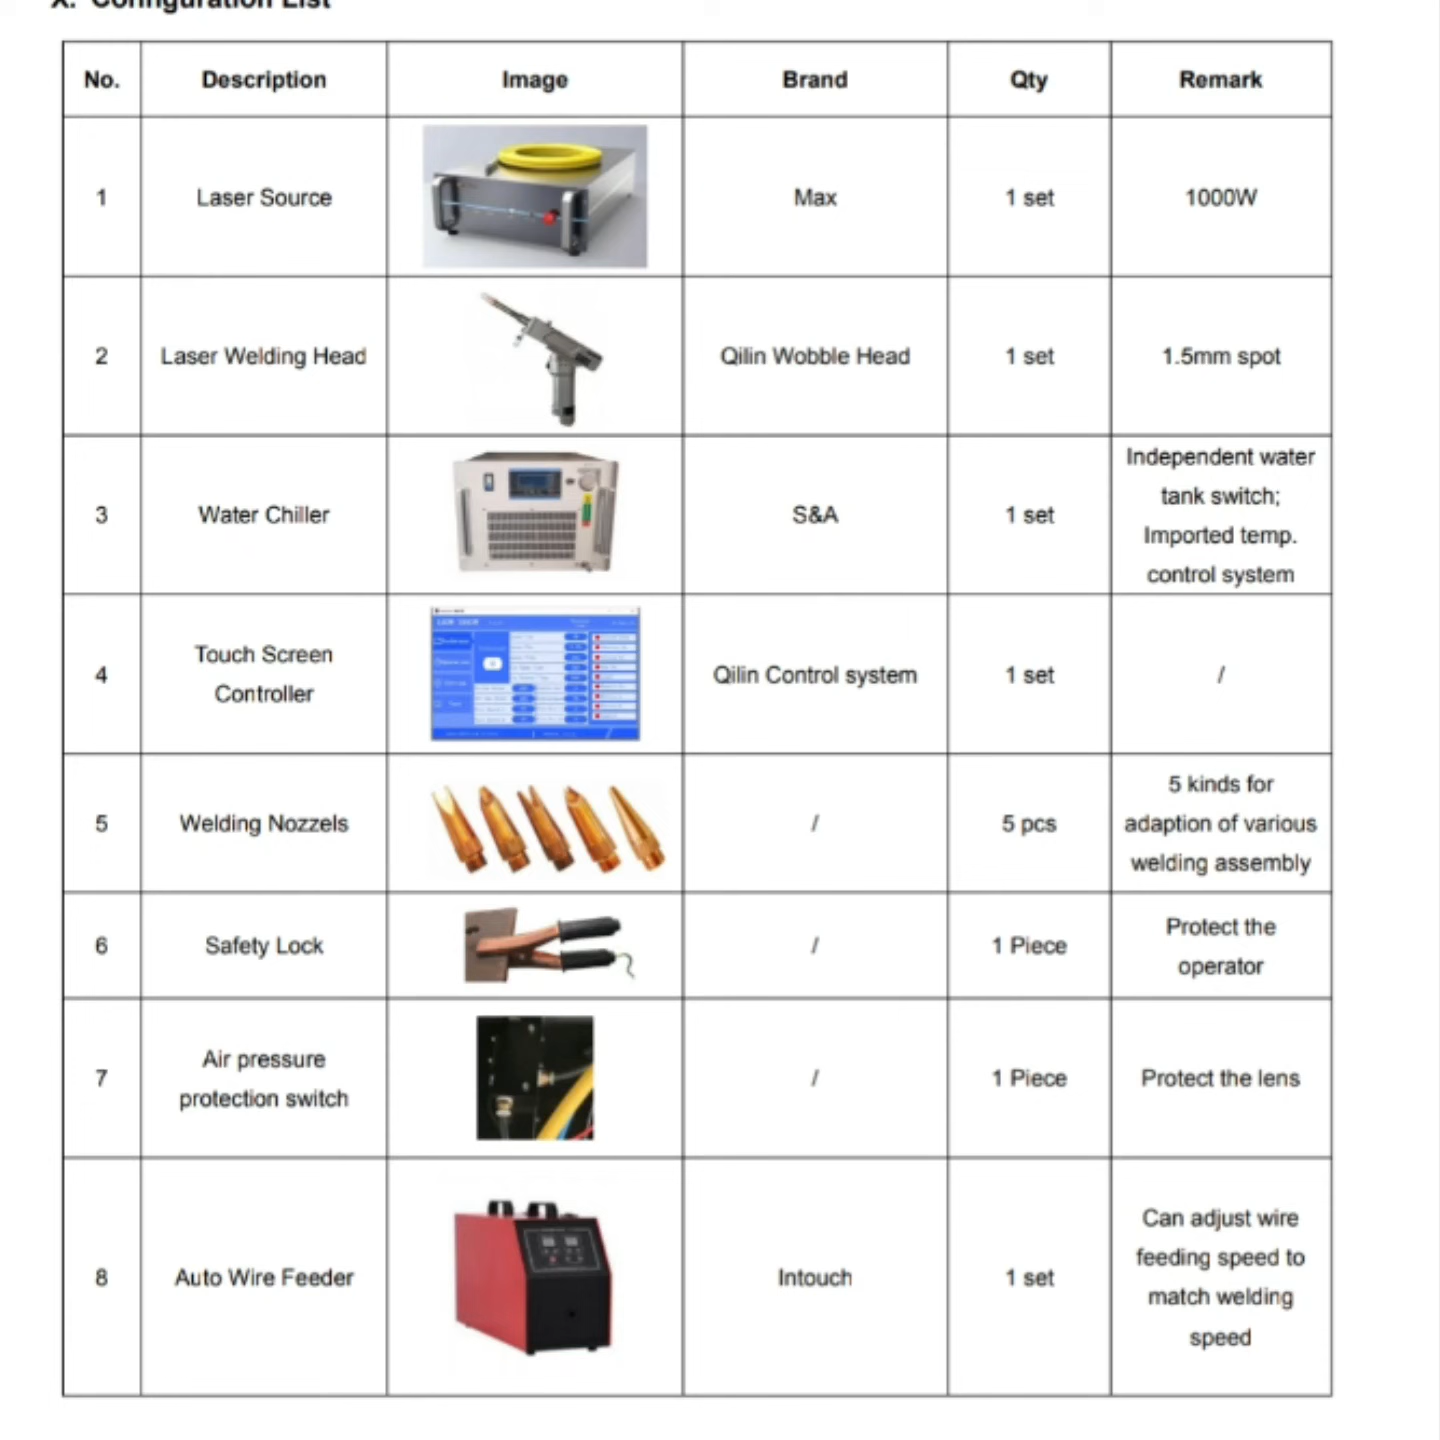 X. Configuration List
No. Description Image Brand Qty Remark
1 Laser Source Max 1 set 1000W
2 Laser Welding Head Qilin Wobble Head 1 set 1.5mm spot
3 Water Chiller S&A 1 set Independent water
tank switch;
Imported temp.
control system
4 Touch Screen
Controller Qilin Control system 1 set /
5 Welding Nozzels / 5 pcs 5 kinds for
adaption of various
welding assembly
6 Safety Lock / 1 Piece Protect the
operator
7 Air pressure
protection switch / 1 Piece Protect the lens
8 Auto Wire Feeder Intouch 1 set Can adjust wire
feeding speed to
match welding
speed